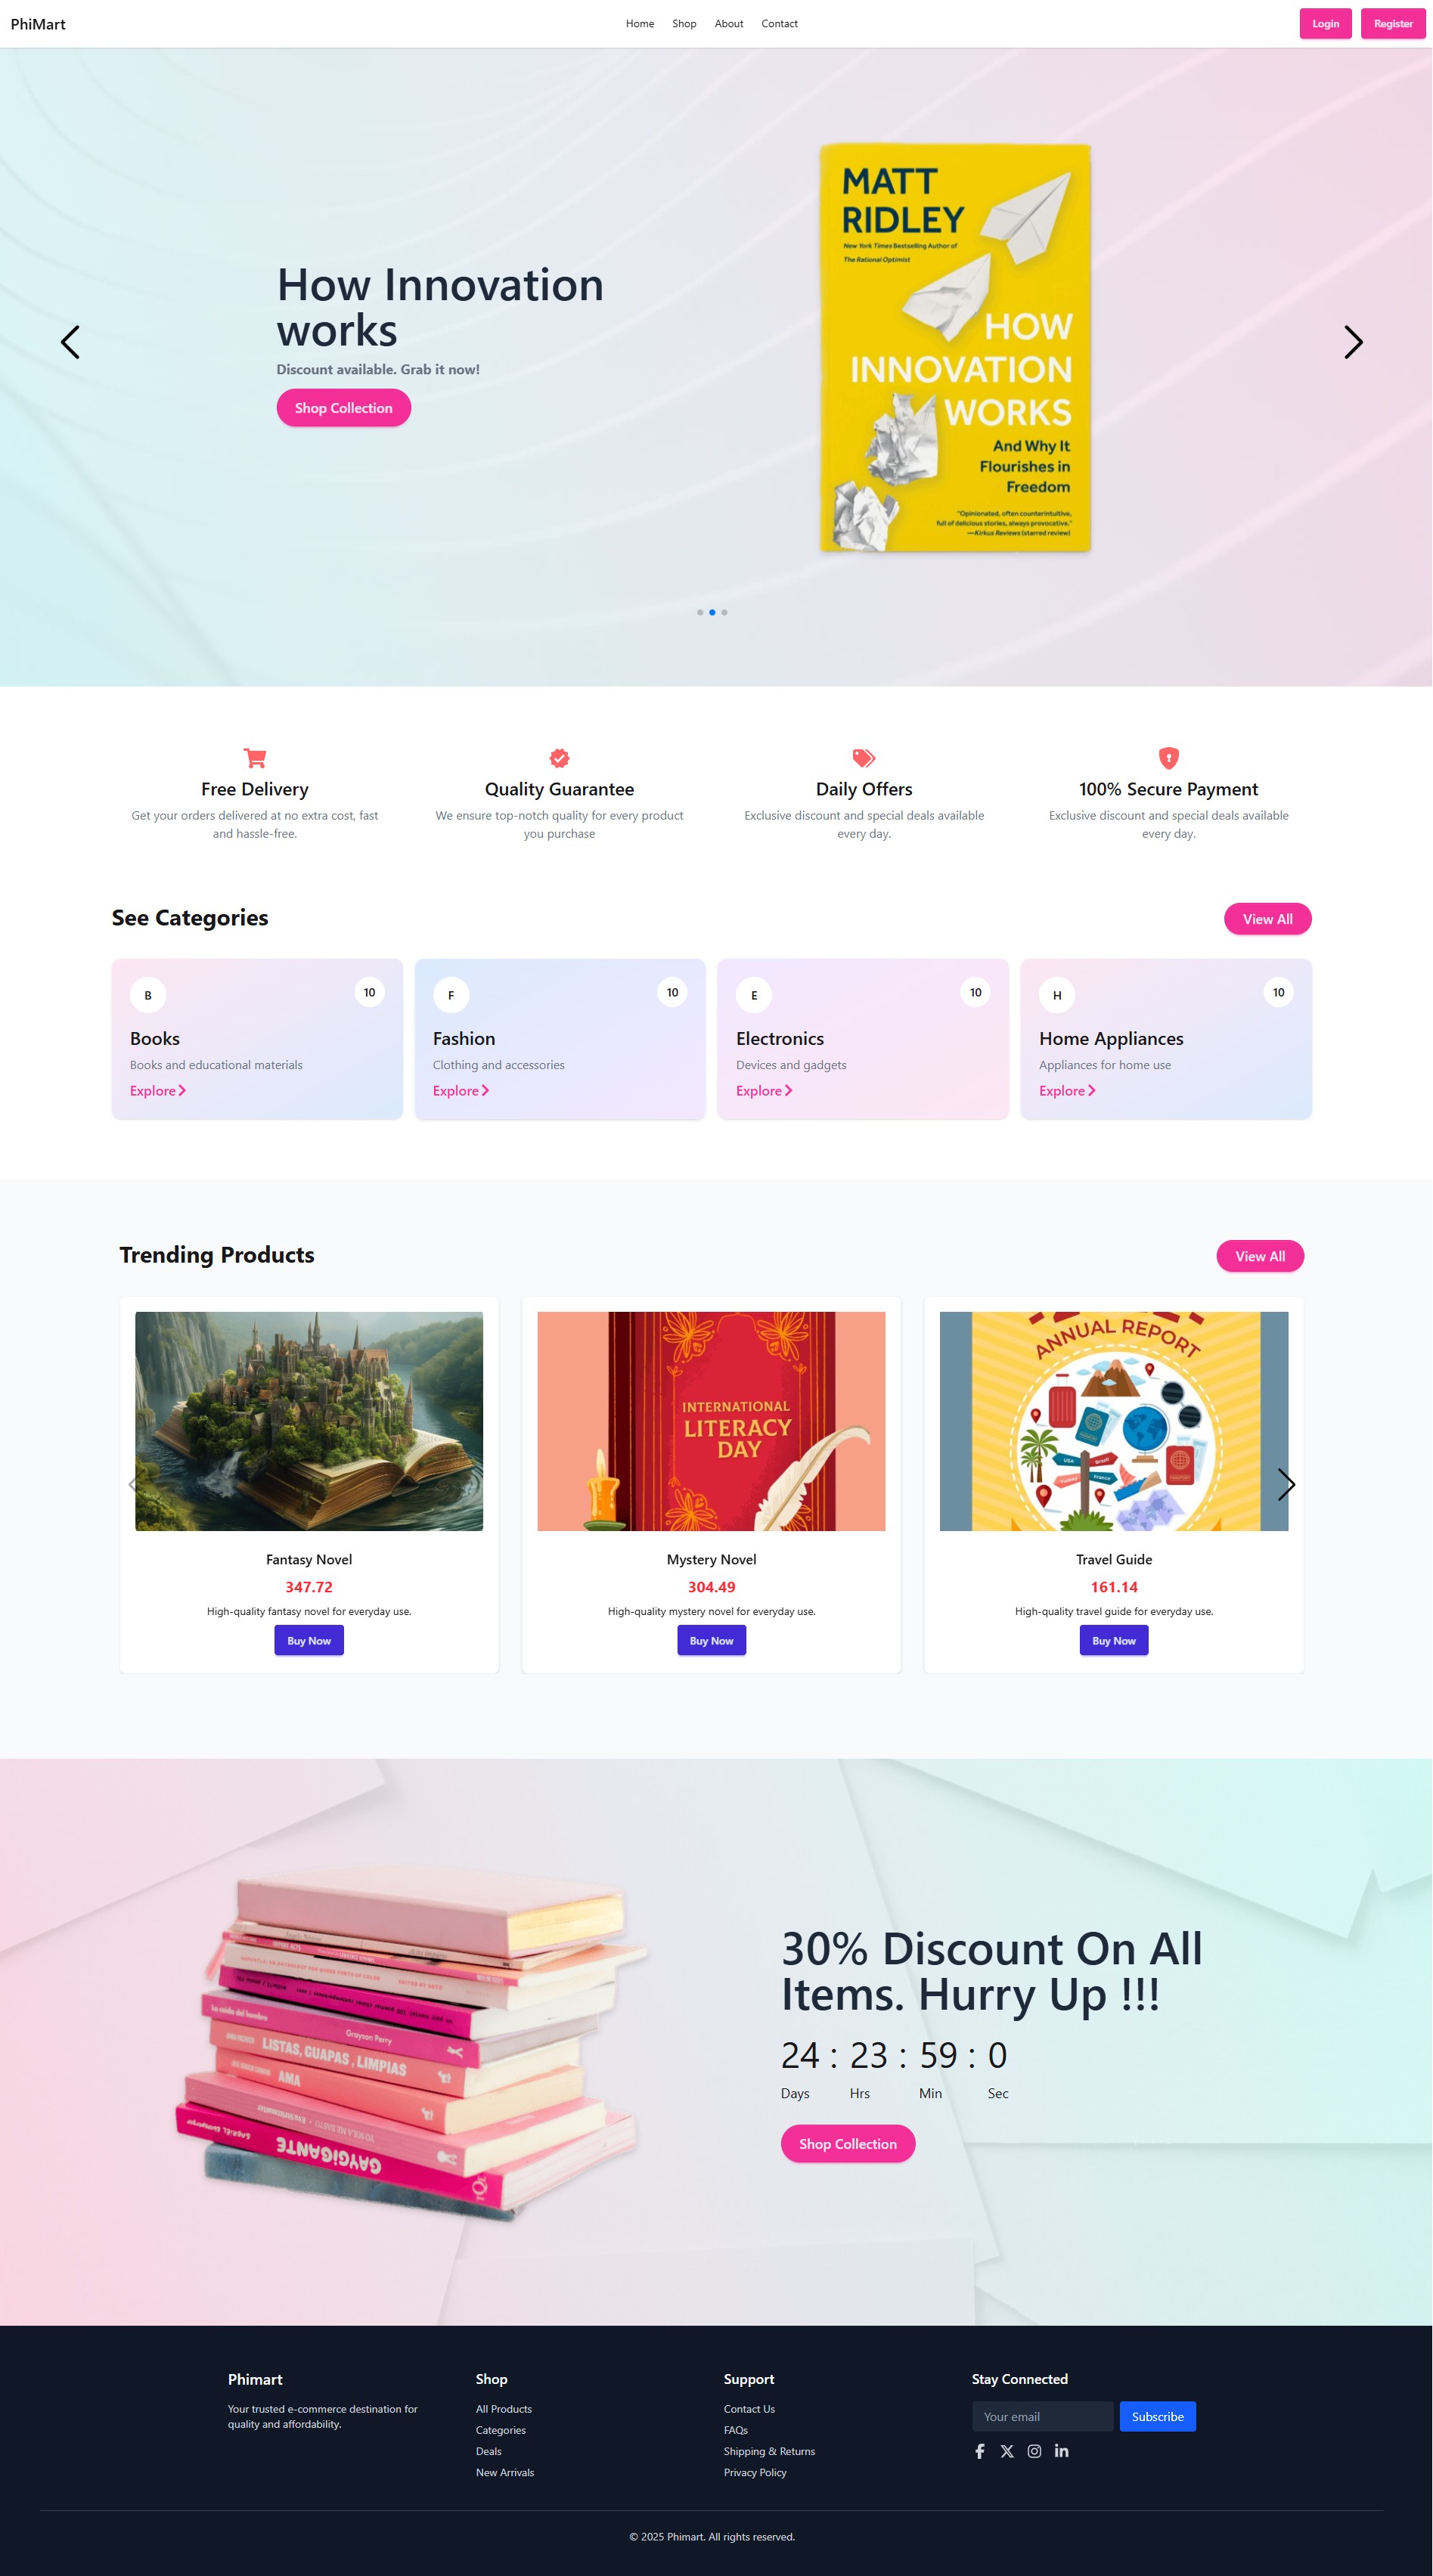 PhiMart
Home Shop About Contact
Login Register
How Innovation
works
Discount available. Grab it now!
Shop Collection
MATT
RIDLEY
New York Times Bestselling Author of
The Rational Optimist
HOW
INNOVATION
WORKS
And Why It
Flourishes in
Freedom
"Opinionated, often counterintuitive,
full of delicious stories, always provocative."
—Kirkus Reviews (starred review)
Free Delivery
Get your orders delivered at no extra cost, fast
and hassle-free.
Quality Guarantee
We ensure top-notch quality for every product
you purchase
Daily Offers
Exclusive discount and special deals available
every day.
100% Secure Payment
Exclusive discount and special deals available
every day.
See Categories
View All
B 10
Books
Books and educational materials
Explore
F 10
Fashion
Clothing and accessories
Explore
E 10
Electronics
Devices and gadgets
Explore
H 10
Home Appliances
Appliances for home use
Explore
Trending Products
View All
Fantasy Novel
347.72
High-quality fantasy novel for everyday use.
Buy Now
INTERNATIONAL
LITERACY
DAY
Mystery Novel
304.49
High-quality mystery novel for everyday use.
Buy Now
ANNUAL REPORT
USA
Brazil
France
Travel Guide
161.14
High-quality travel guide for everyday use.
Buy Now
La caída del hombre
Grayson Perry
LISTAS, GUAPAS, LIMPIAS
AMA
GAYGIGANTE
30% Discount On All
Items. Hurry Up !!!
24 : 23 : 59 : 0
Days Hrs Min Sec
Shop Collection
Phimart
Your trusted e-commerce destination for
quality and affordability.
Shop
All Products
Categories
Deals
New Arrivals
Support
Contact Us
FAQs
Shipping & Returns
Privacy Policy
Stay Connected
Your email
Subscribe
© 2025 Phimart. All rights reserved.